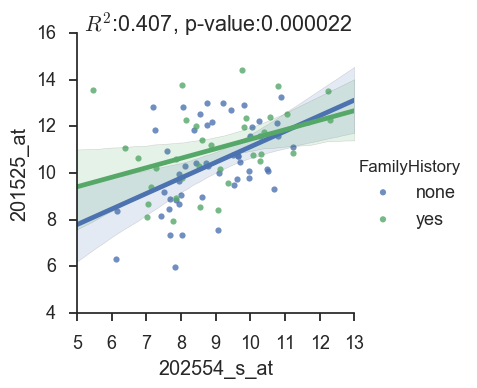 R²:0.407, p-value:0.000022
16
14
12
10
8
6
4
201525_at
5 6 7 8 9 10 11 12 13
202554_s_at
FamilyHistory
none
yes